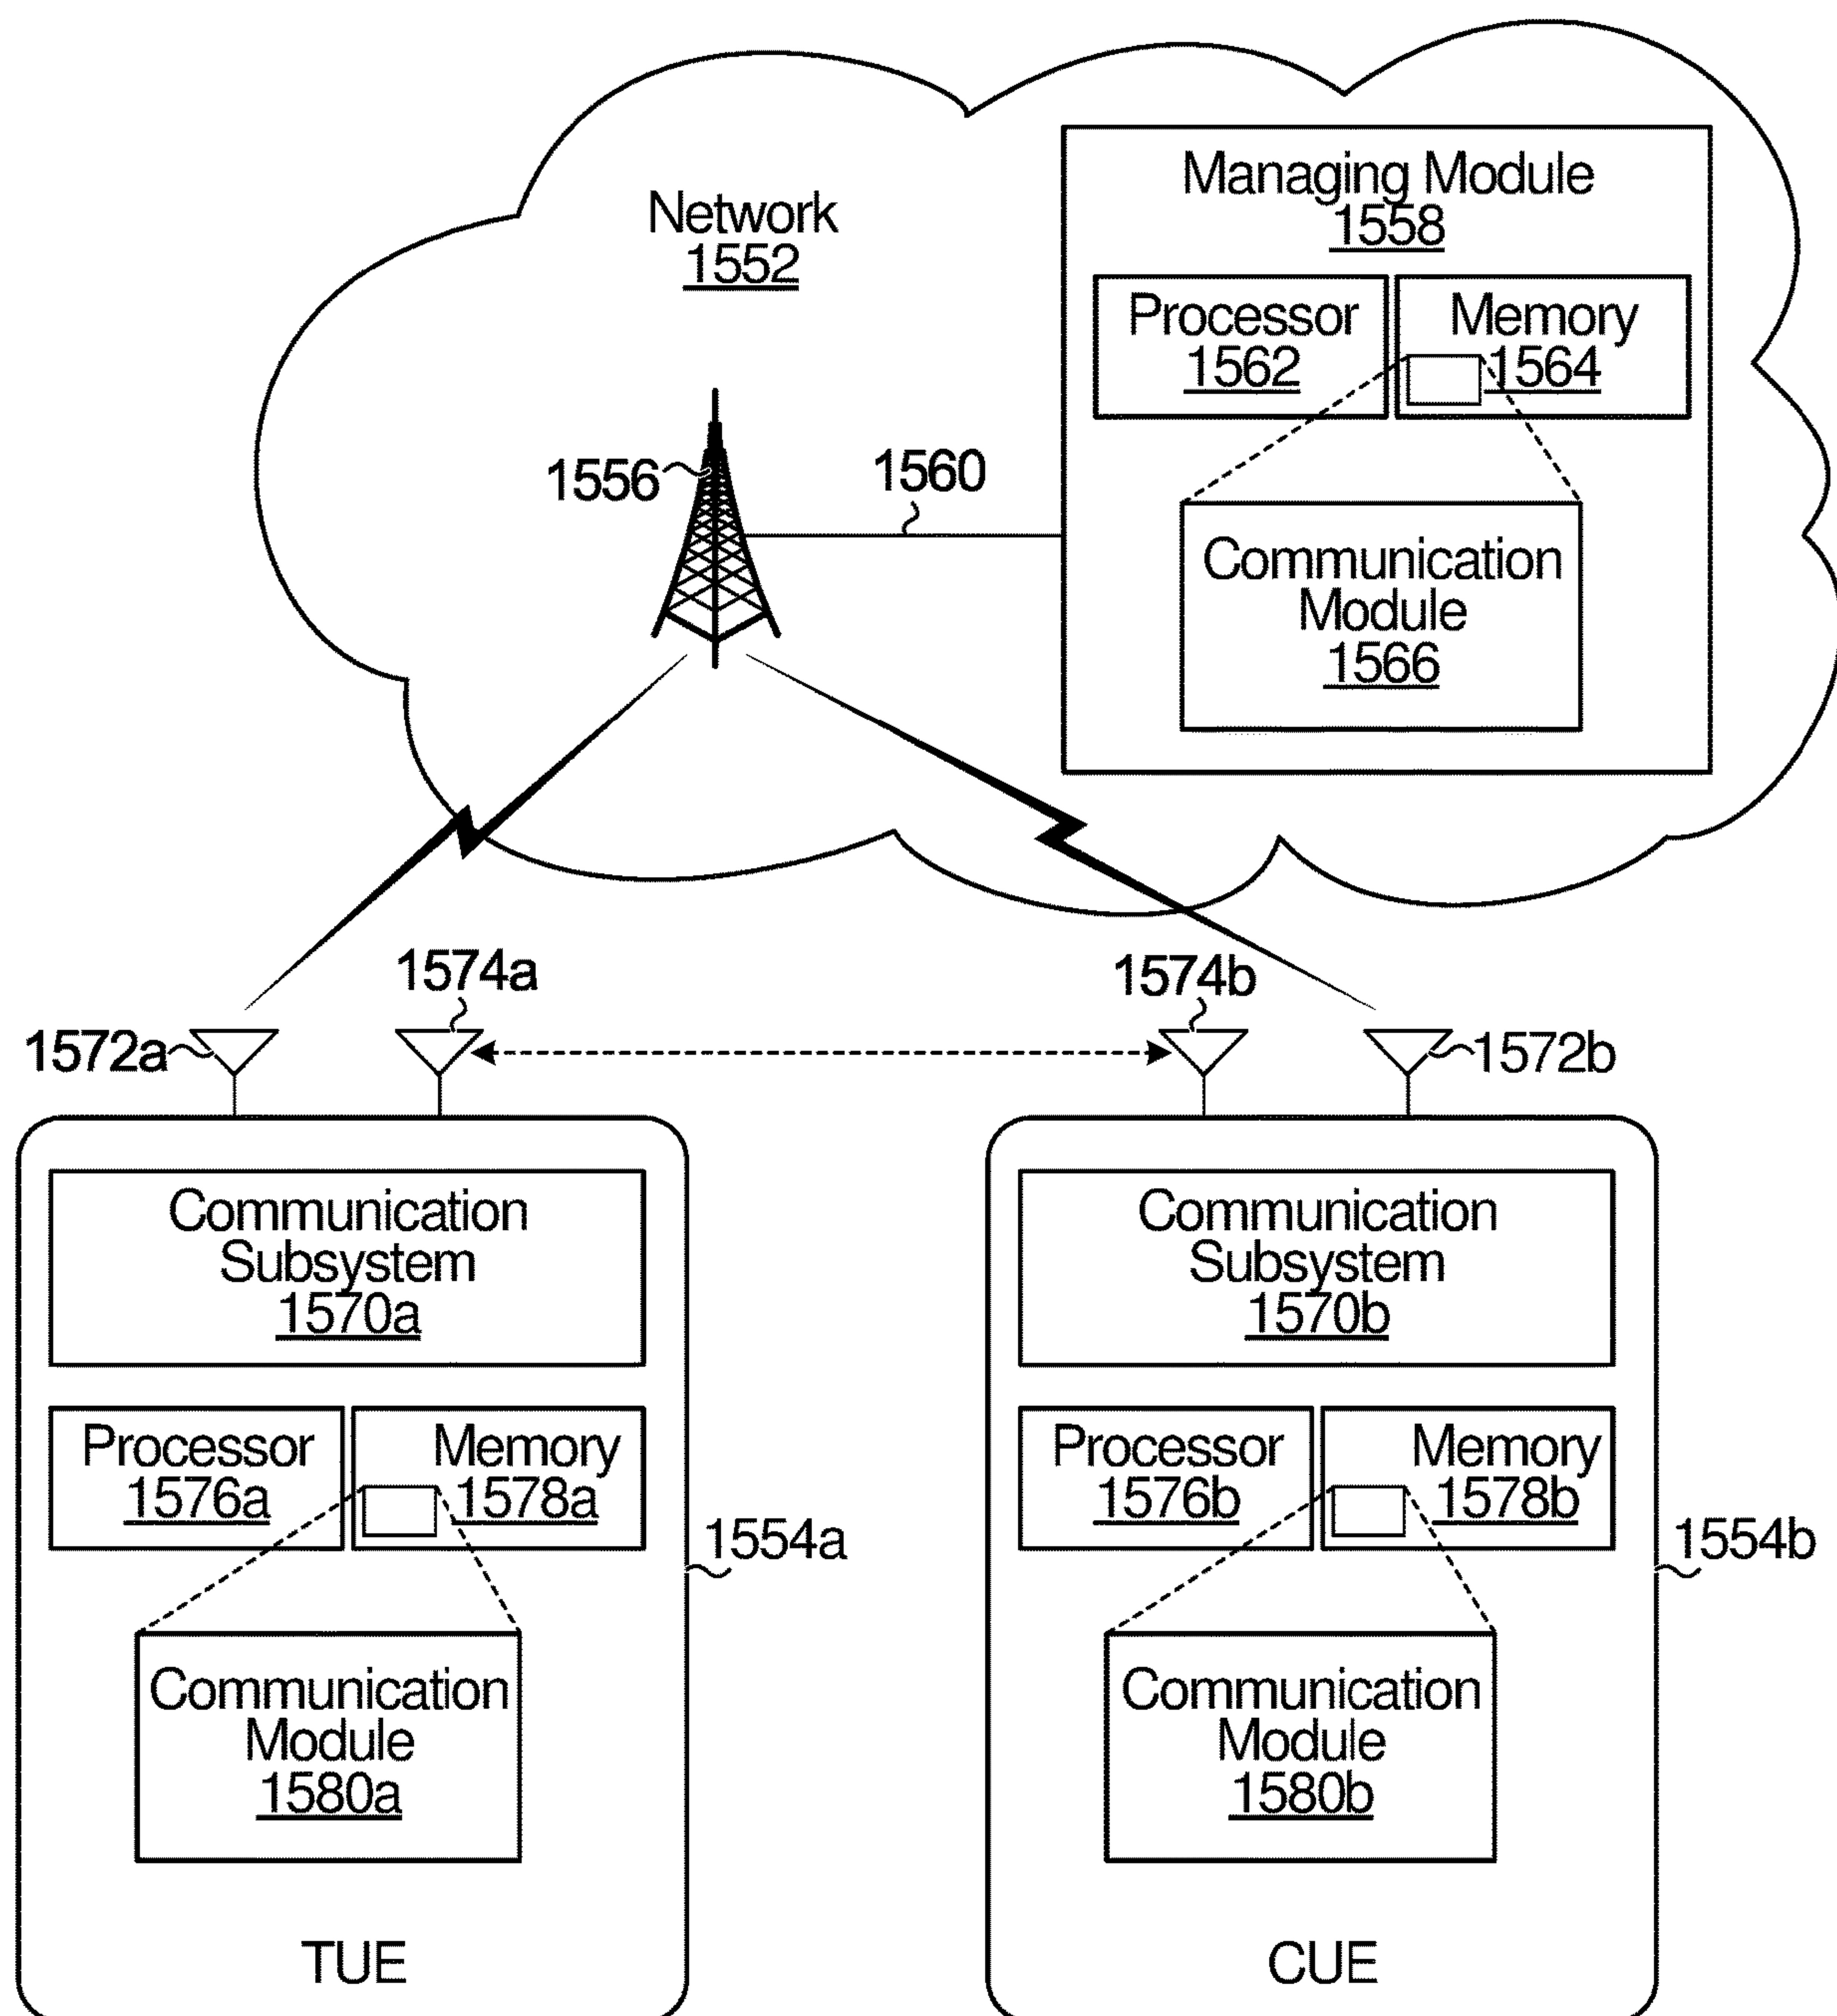 Network
1552
Managing Module
1558
Processor
1562
Memory
1564
1556
1560
Communication
Module
1566
1574a
1574b
1572a
1572b
Communication
Subsystem
1570a
Processor
1576a
Memory
1578a
1554a
Communication
Module
1580a
TUE
Communication
Subsystem
1570b
Processor
1576b
Memory
1578b
1554b
Communication
Module
1580b
CUE